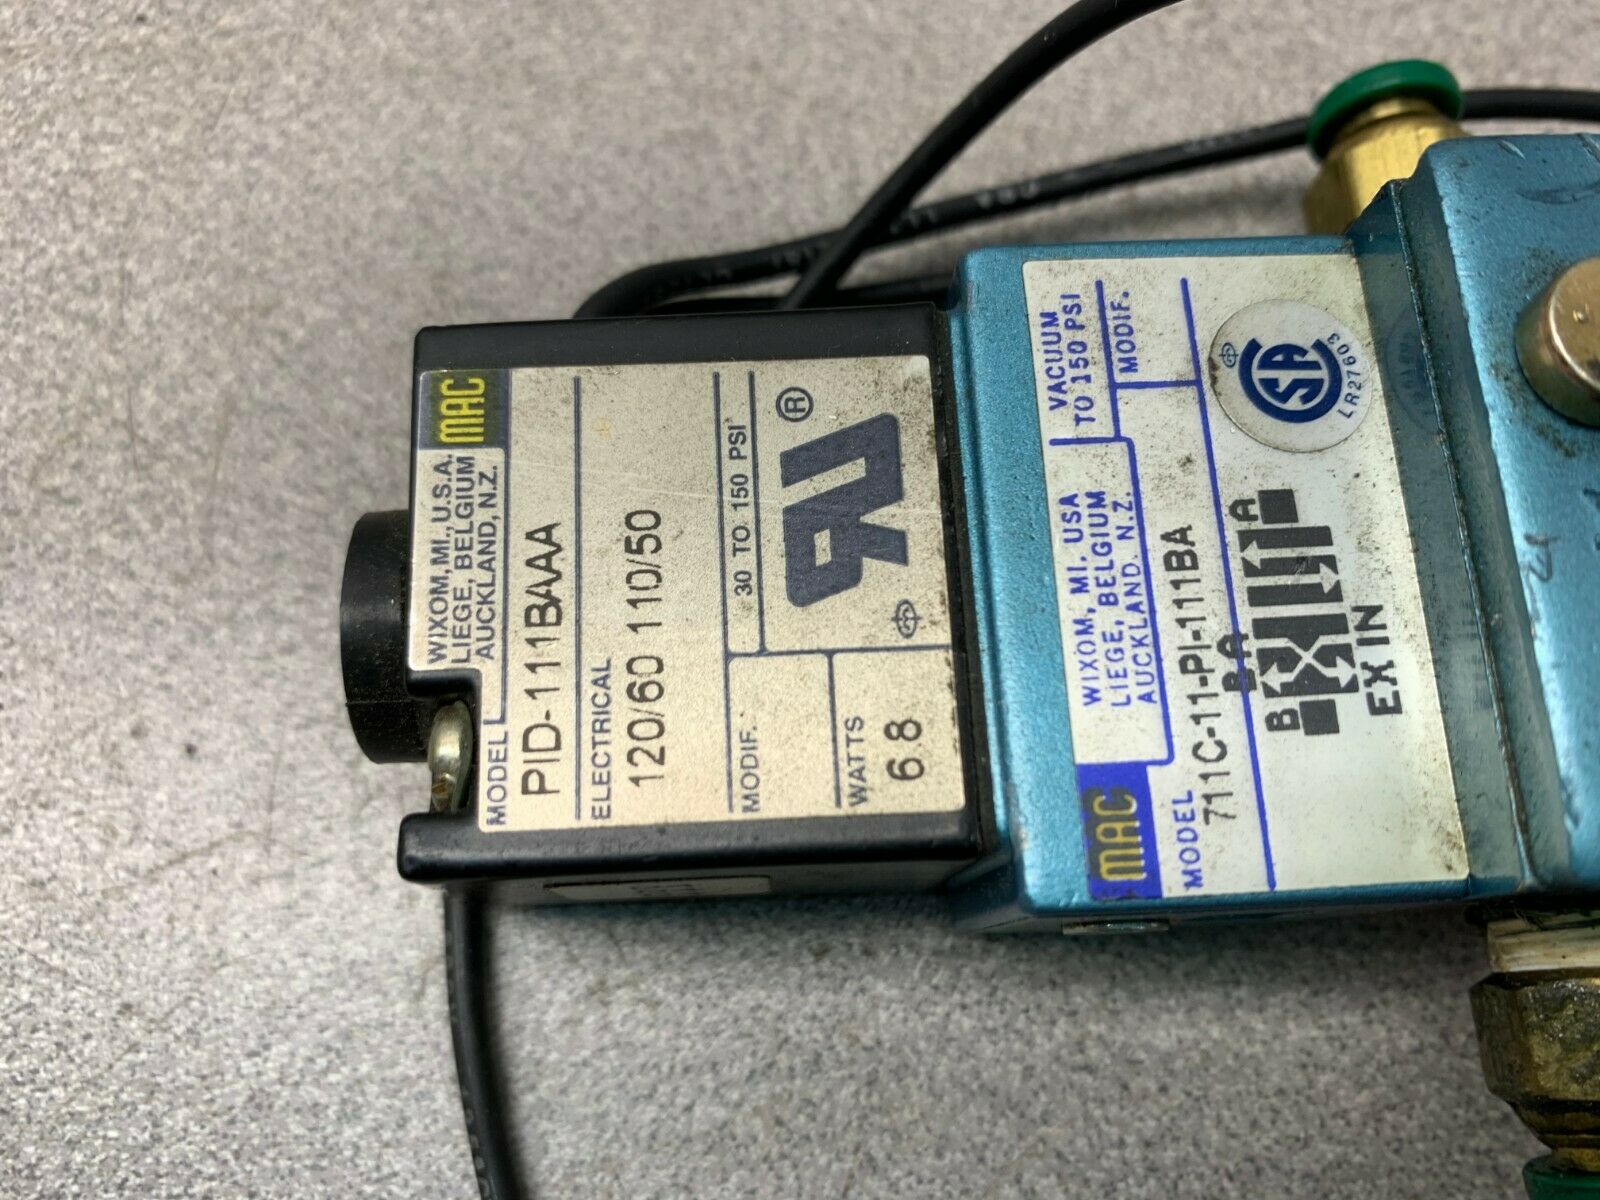 MAC
WIXOM, MI., U.S.A.
LIEGE, BELGIUM
AUCKLAND, N.Z.
MODEL
PID-111BAAA
ELECTRICAL
120/60 110/50
MODIF.
30 TO 150 PSI
WATTS
6.8
R
MAC
WIXOM, MI. USA
LIEGE, BELGIUM
AUCKLAND. N.Z.
VACUUM
TO 150 PSI
MODIF.
MODEL
711C-11-PI-111BA
SA
LR27603
B A
B A
EX IN